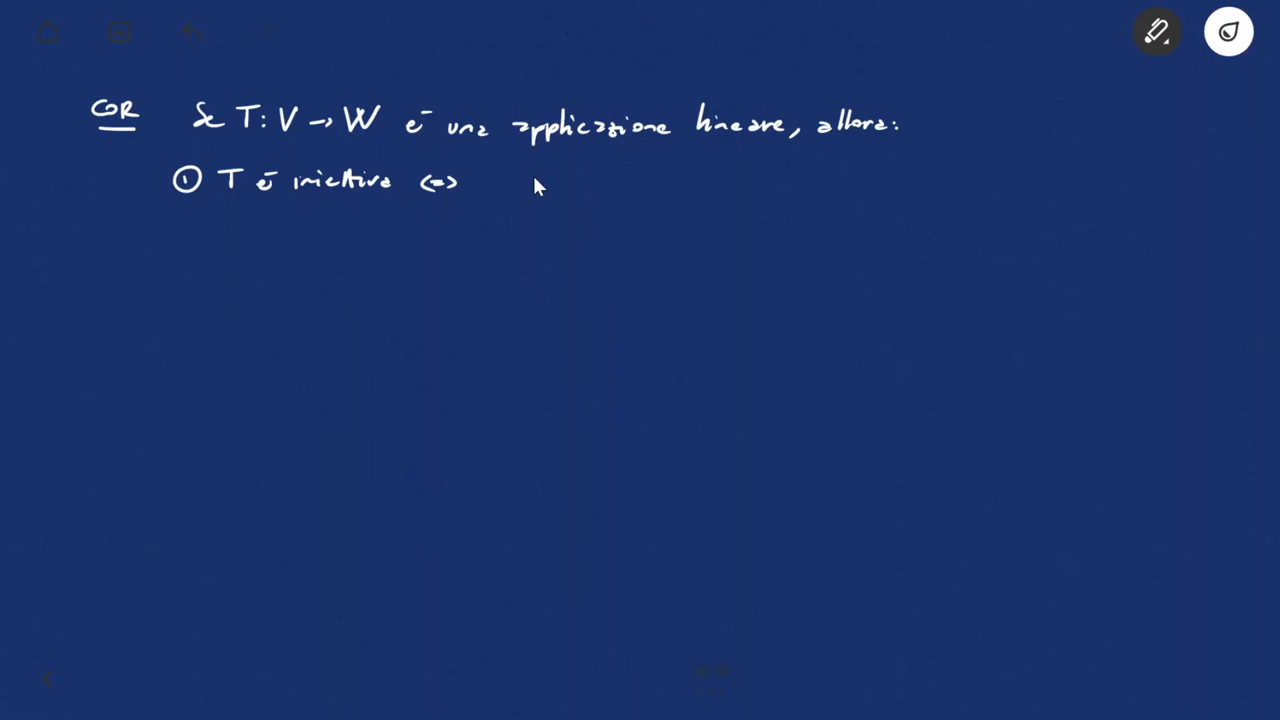 COR Se T: V → W è una applicazione lineare, allora:
① T è iniettiva <=>